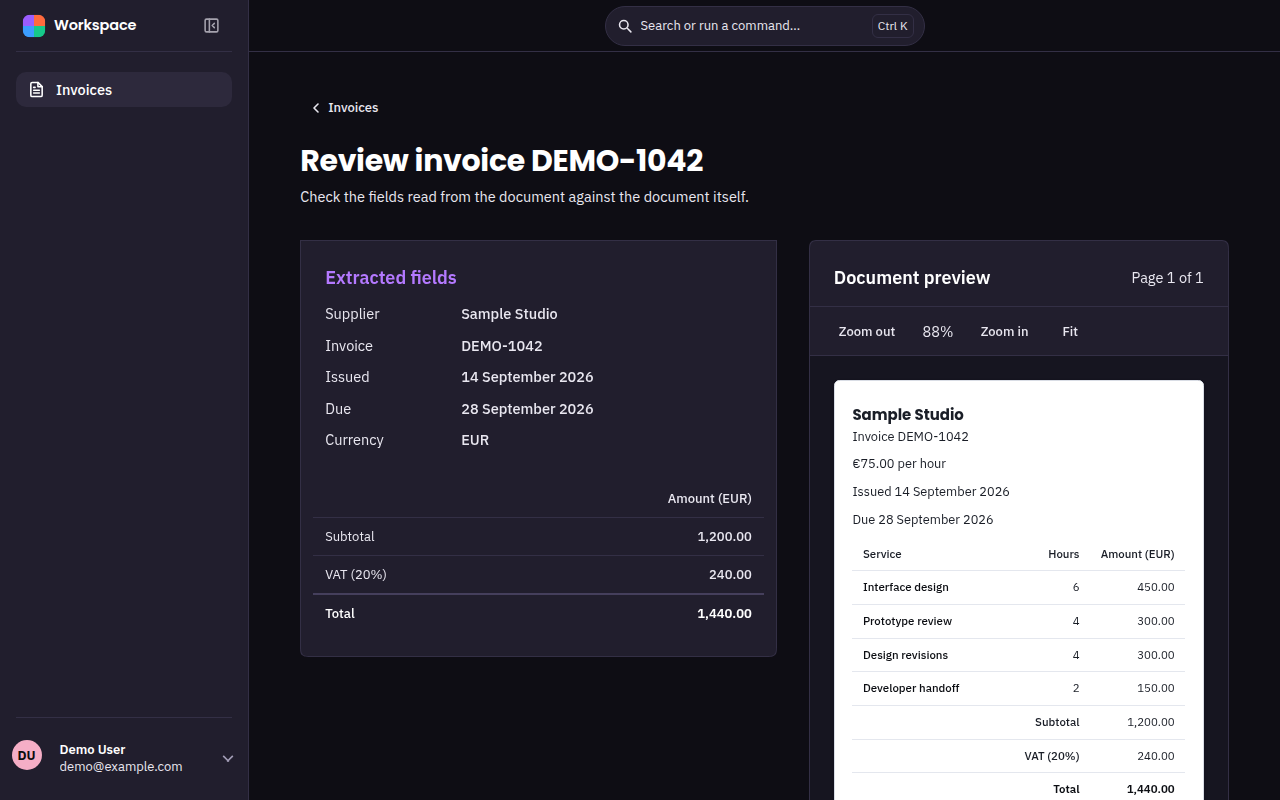 Workspace
Search or run a command...
Ctrl K
Invoices
Invoices
Review invoice DEMO-1042
Check the fields read from the document against the document itself.
Extracted fields
Supplier Sample Studio
Invoice DEMO-1042
Issued 14 September 2026
Due 28 September 2026
Currency EUR
Amount (EUR)
Subtotal 1,200.00
VAT (20%) 240.00
Total 1,440.00
Document preview Page 1 of 1
Zoom out 88% Zoom in Fit
Sample Studio
Invoice DEMO-1042
€75.00 per hour
Issued 14 September 2026
Due 28 September 2026
Service Hours Amount (EUR)
Interface design 6 450.00
Prototype review 4 300.00
Design revisions 4 300.00
Developer handoff 2 150.00
Subtotal 1,200.00
VAT (20%) 240.00
Total 1,440.00
DU
Demo User
demo@example.com